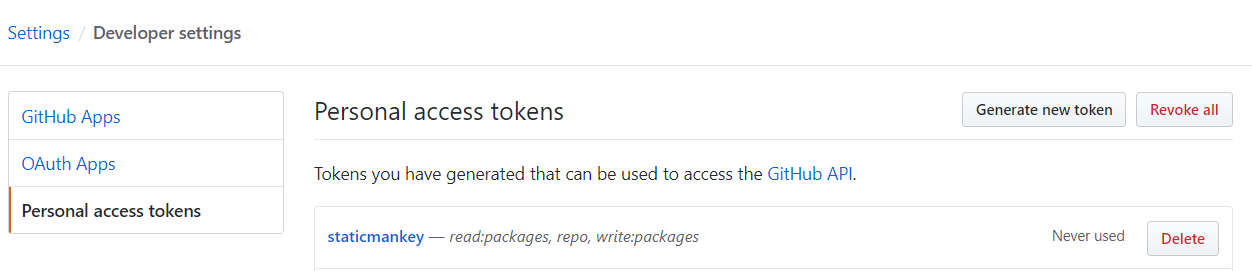 Settings / Developer settings
GitHub Apps
OAuth Apps
Personal access tokens
Personal access tokens
Generate new token
Revoke all
Tokens you have generated that can be used to access the GitHub API.
staticmankey — read:packages, repo, write:packages
Never used
Delete